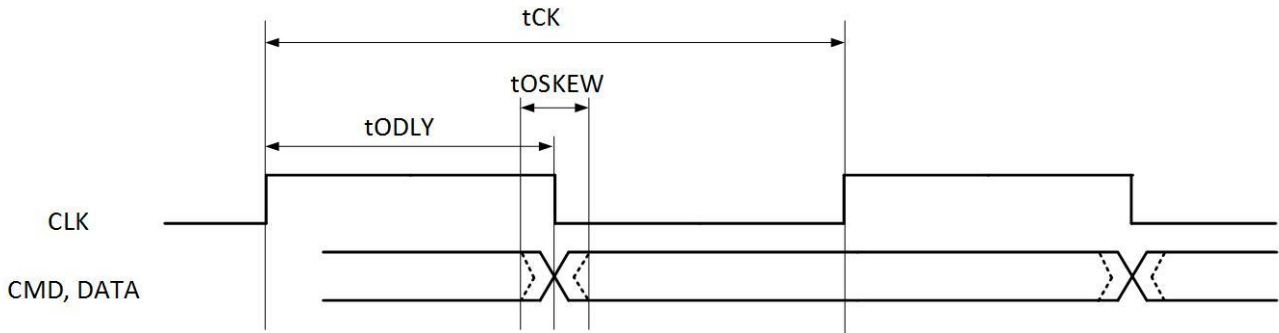 tCK
tOSKEW
tODLY
CLK
CMD, DATA